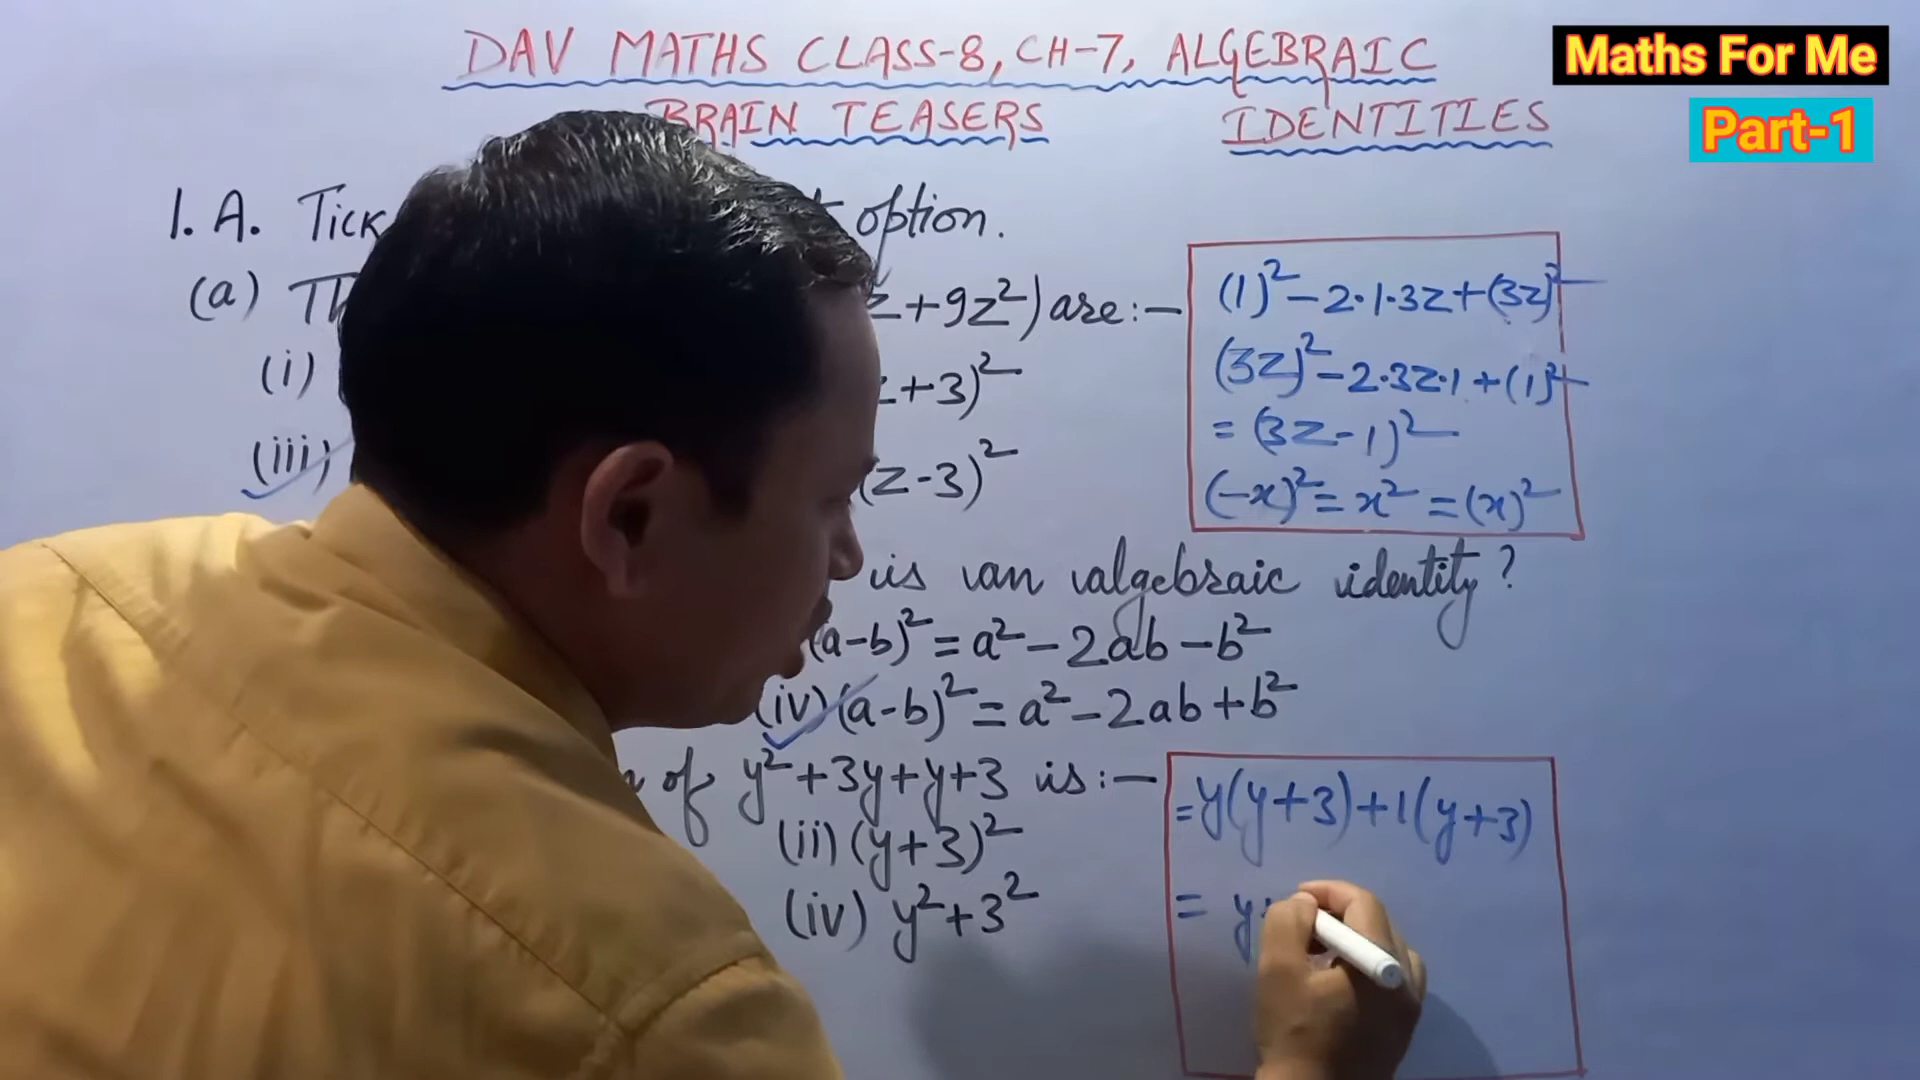 DAV MATHS CLASS-8, CH-7, ALGEBRAIC
BRAIN TEASERS IDENTITIES
Maths For Me
Part-1
1. A. Tick option.
(a) +9z²) are:-
(i) +3)²
(iii) (z-3)²
(1)² - 2·1·3z + (3z)²
(3z)² - 2·3z·1 + (1)²
= (3z-1)²
(-x)² = x² = (x)²
is an algebraic identity?
(a-b)² = a² - 2ab - b²
(iv) (a-b)² = a² - 2ab + b²
of y² + 3y + y + 3 is:-
(ii) (y+3)²
(iv) y² + 3²
= y(y+3) + 1(y+3)
= y